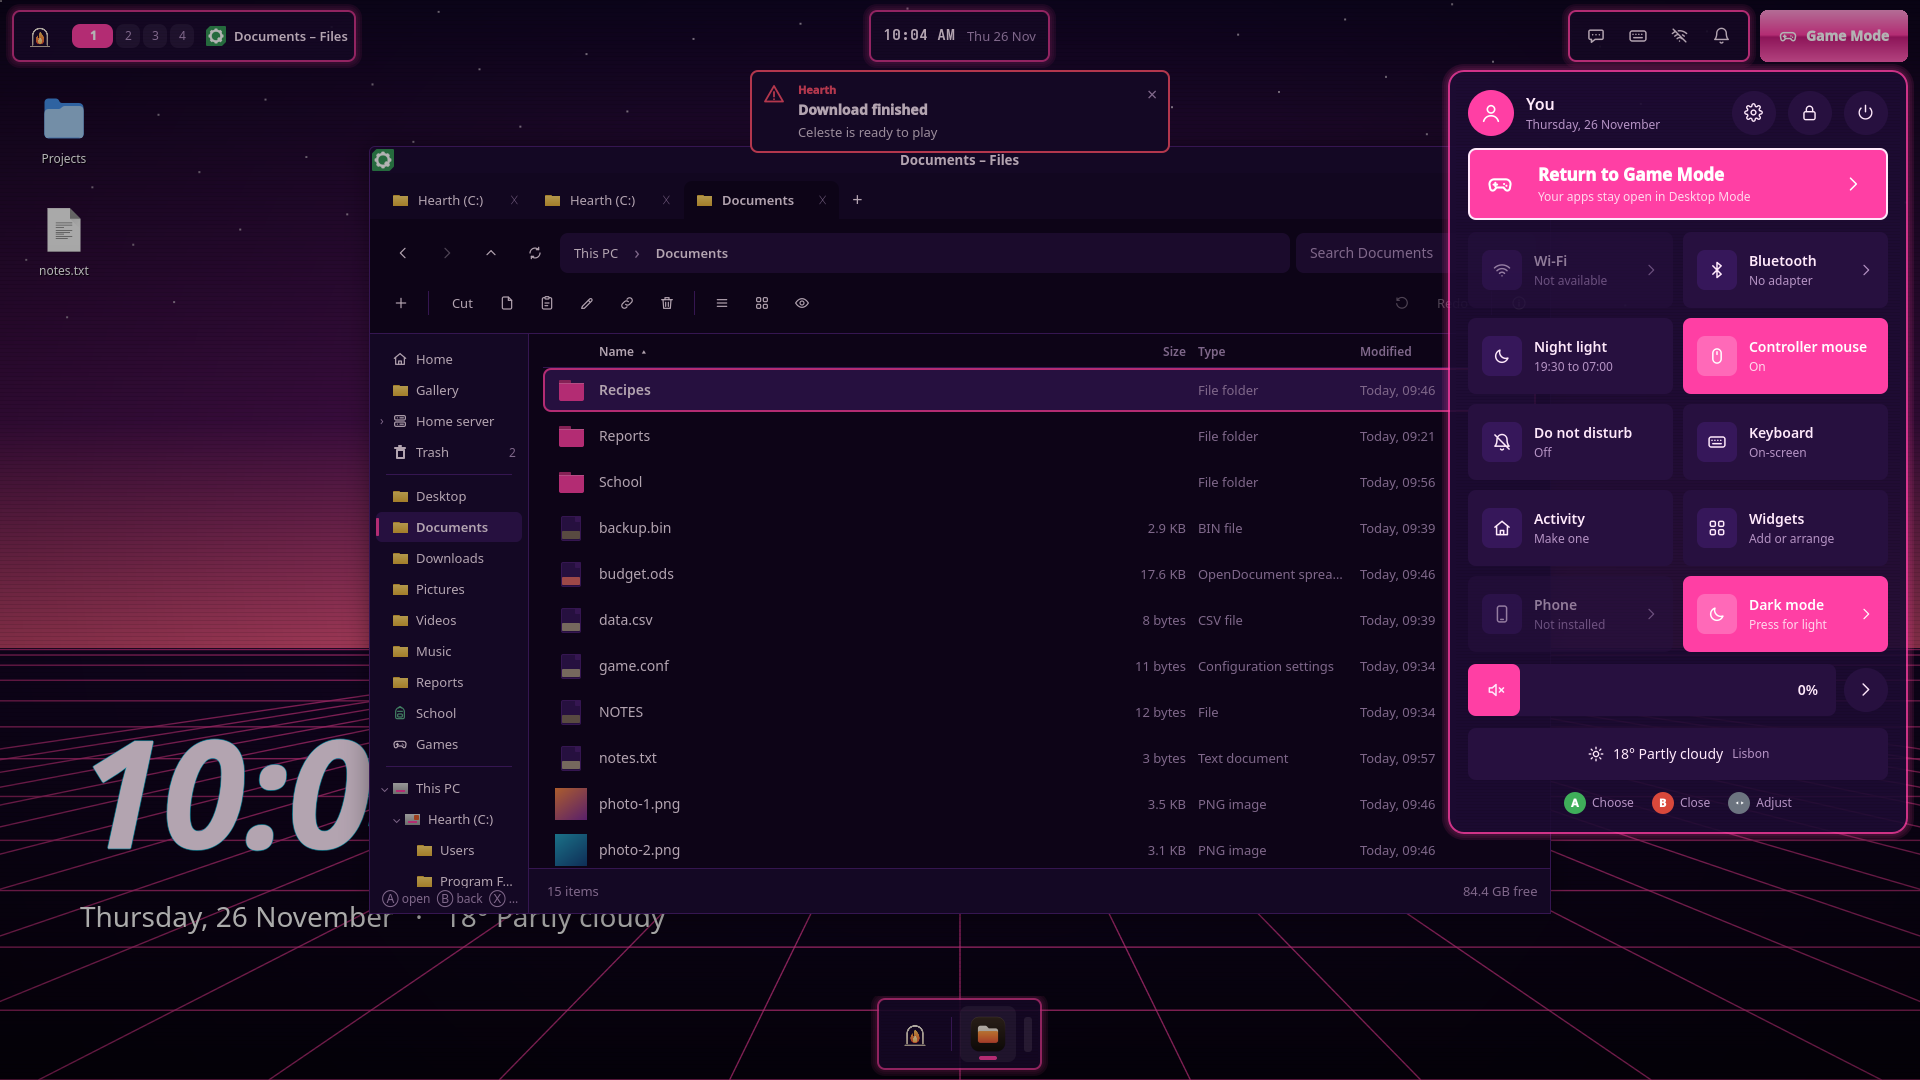 1 2 3 4 Documents – Files
10:04 AM Thu 26 Nov
Game Mode
Projects
notes.txt
Hearth
Download finished
Celeste is ready to play
Documents – Files
Hearth (C:) X Hearth (C:) X Documents X +
This PC › Documents
Search Documents
Cut
Home
Gallery
Home server
Trash 2
Desktop
Documents
Downloads
Pictures
Videos
Music
Reports
School
Games
This PC
Hearth (C:)
Users
Program F...
A open B back X ...
Name Size Type Modified
Recipes File folder Today, 09:46
Reports File folder Today, 09:21
School File folder Today, 09:56
backup.bin 2.9 KB BIN file Today, 09:39
budget.ods 17.6 KB OpenDocument sprea... Today, 09:46
data.csv 8 bytes CSV file Today, 09:39
game.conf 11 bytes Configuration settings Today, 09:34
NOTES 12 bytes File Today, 09:34
notes.txt 3 bytes Text document Today, 09:57
photo-1.png 3.5 KB PNG image Today, 09:46
photo-2.png 3.1 KB PNG image Today, 09:46
15 items 84.4 GB free
10:0
Thursday, 26 November · 18° Partly cloudy
You
Thursday, 26 November
Return to Game Mode
Your apps stay open in Desktop Mode
Wi-Fi
Not available
Bluetooth
No adapter
Night light
19:30 to 07:00
Controller mouse
On
Do not disturb
Off
Keyboard
On-screen
Activity
Make one
Widgets
Add or arrange
Phone
Not installed
Dark mode
Press for light
0%
18° Partly cloudy Lisbon
A Choose B Close Adjust